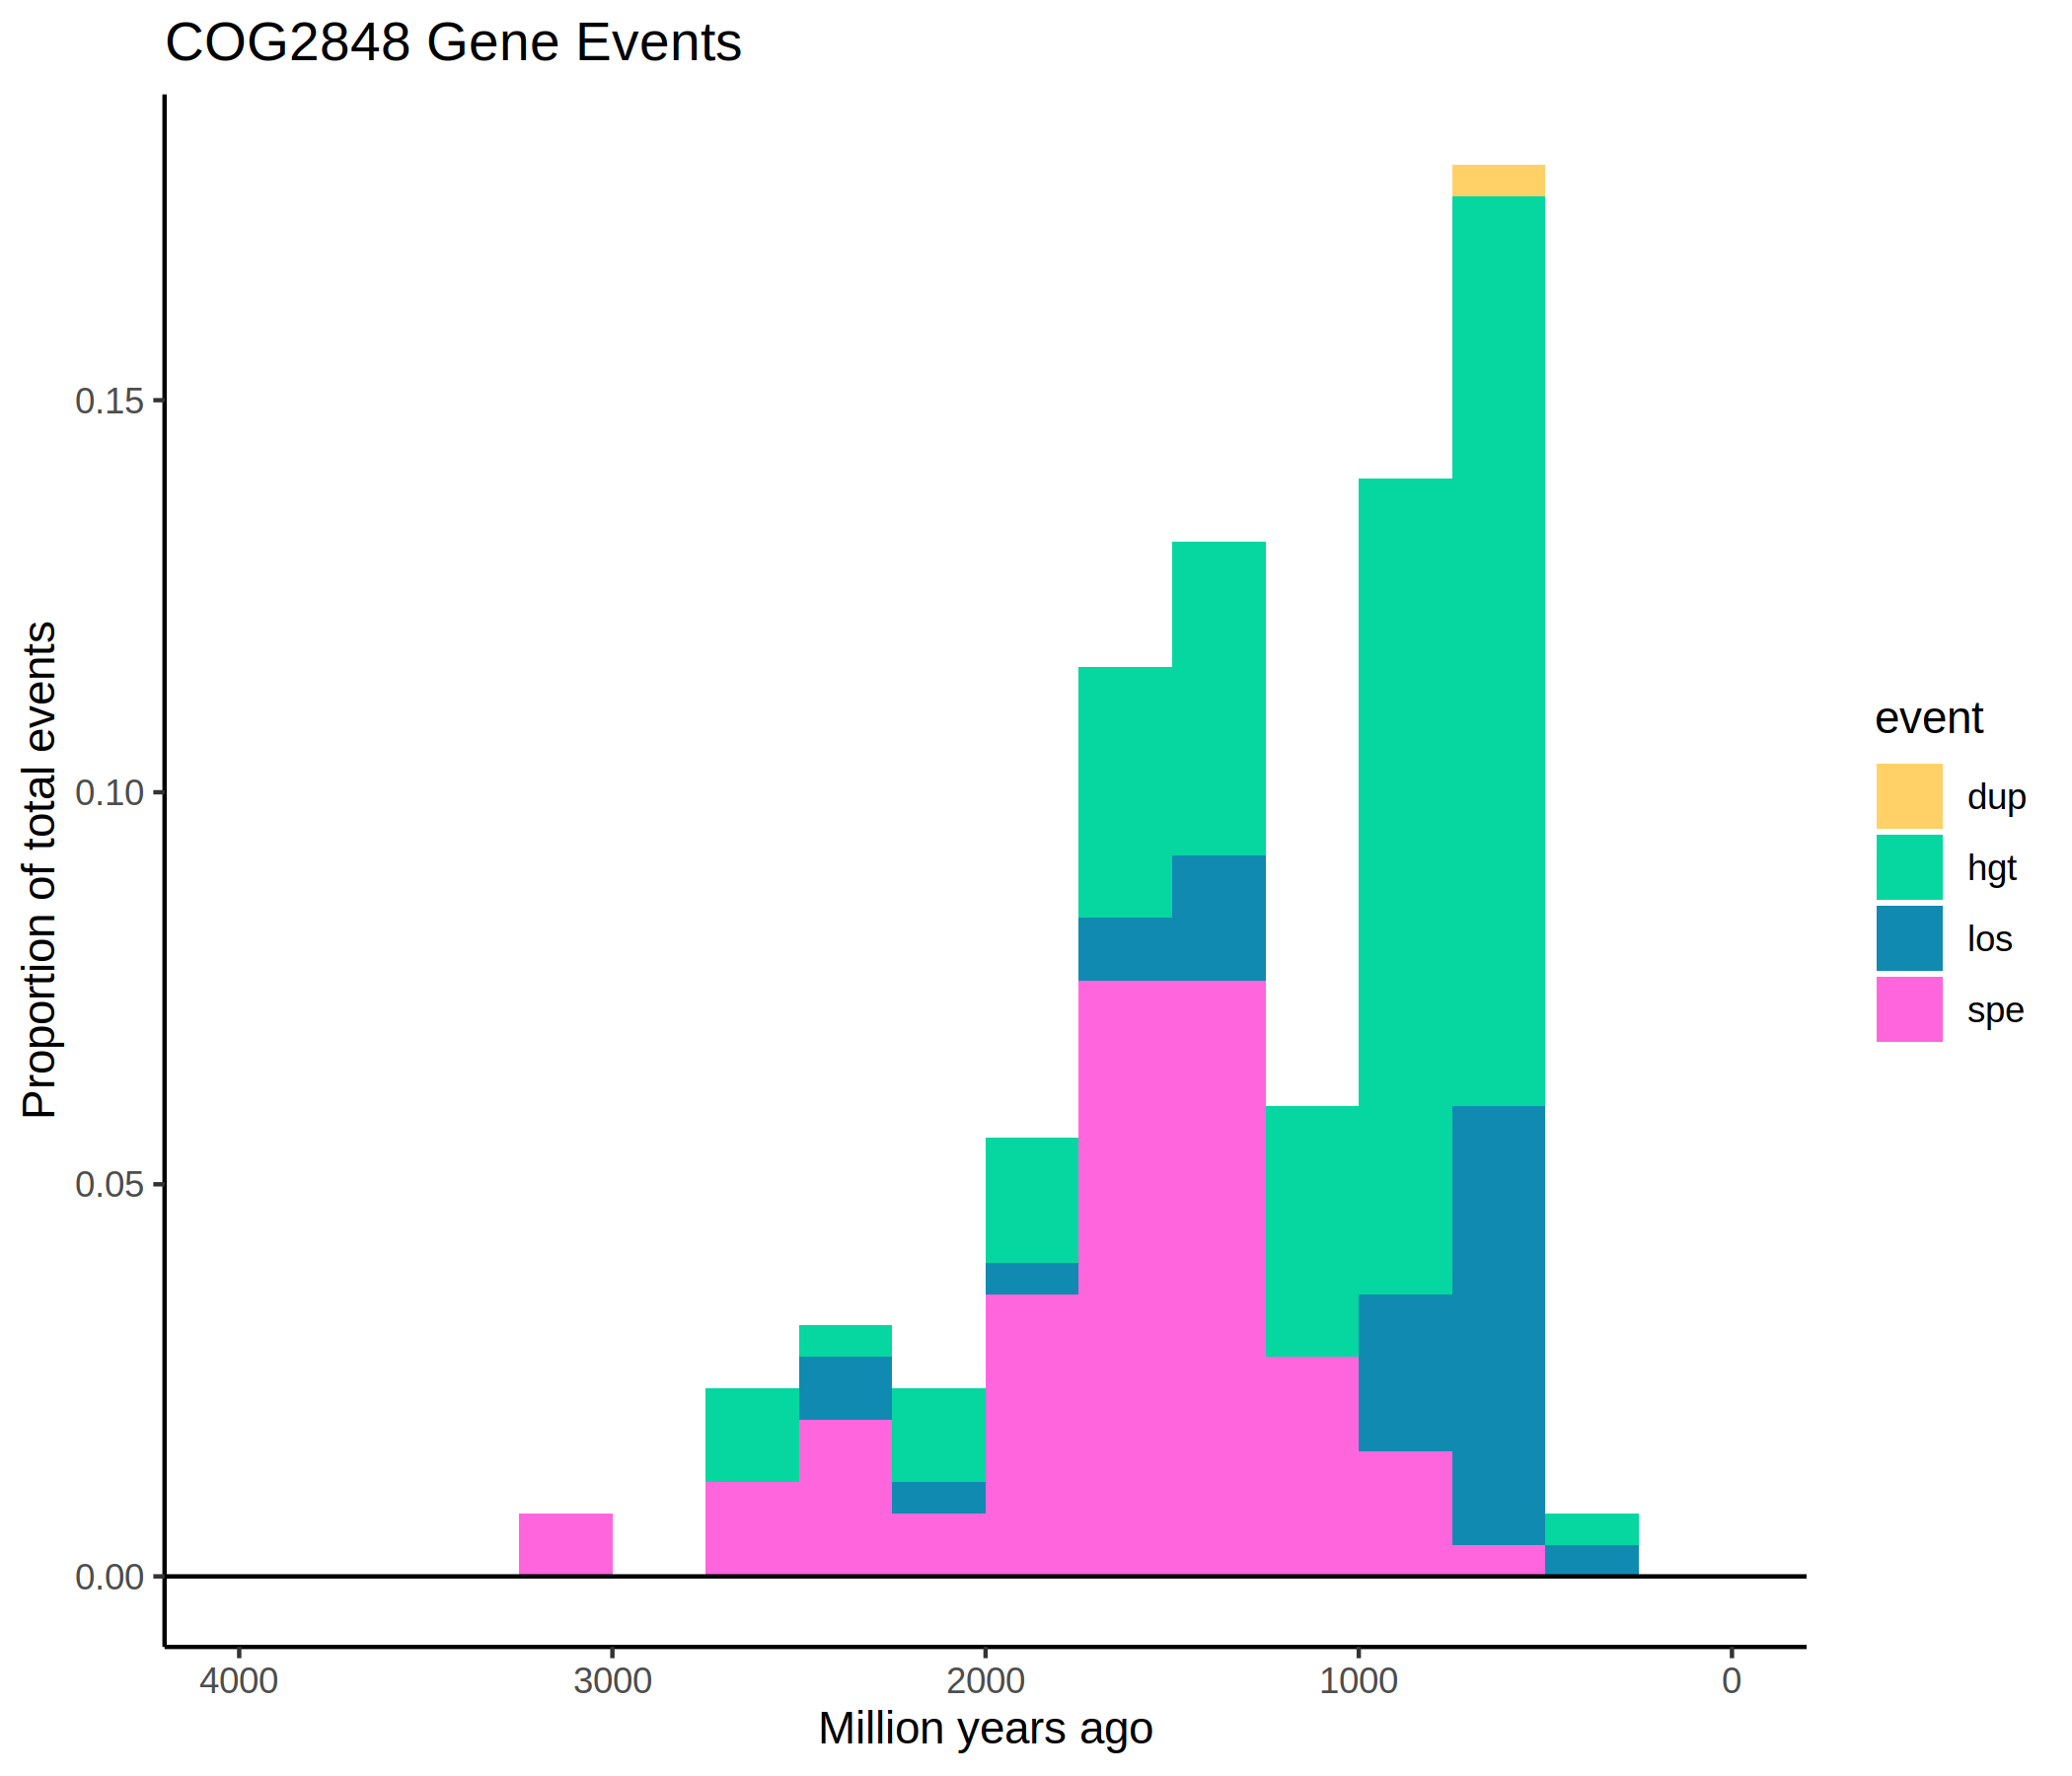 COG2848 Gene Events
Proportion of total events
0.15
0.10
0.05
0.00
4000 3000 2000 1000 0
Million years ago
event
dup
hgt
los
spe